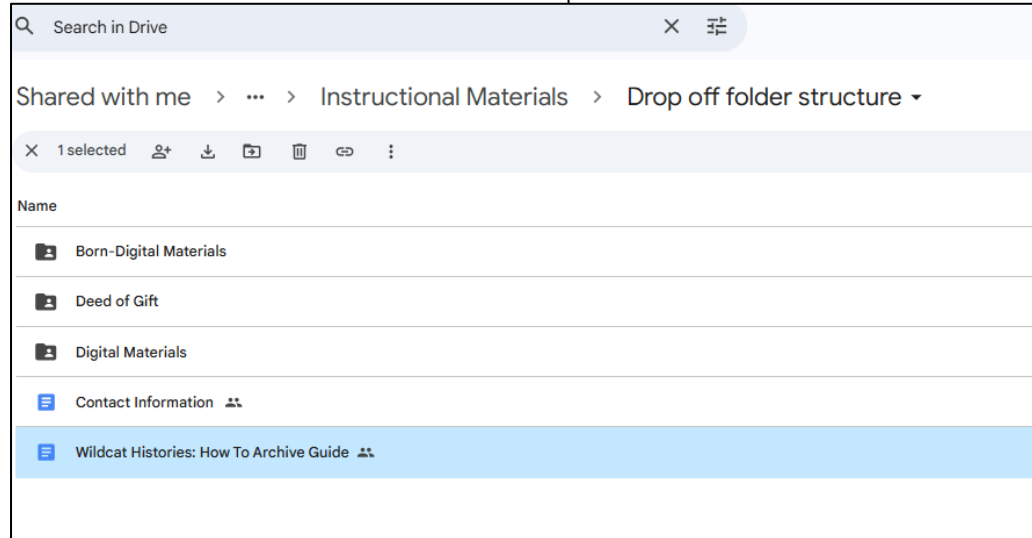 Search in Drive
Shared with me > ... > Instructional Materials > Drop off folder structure
1 selected
Name
Born-Digital Materials
Deed of Gift
Digital Materials
Contact Information
Wildcat Histories: How To Archive Guide